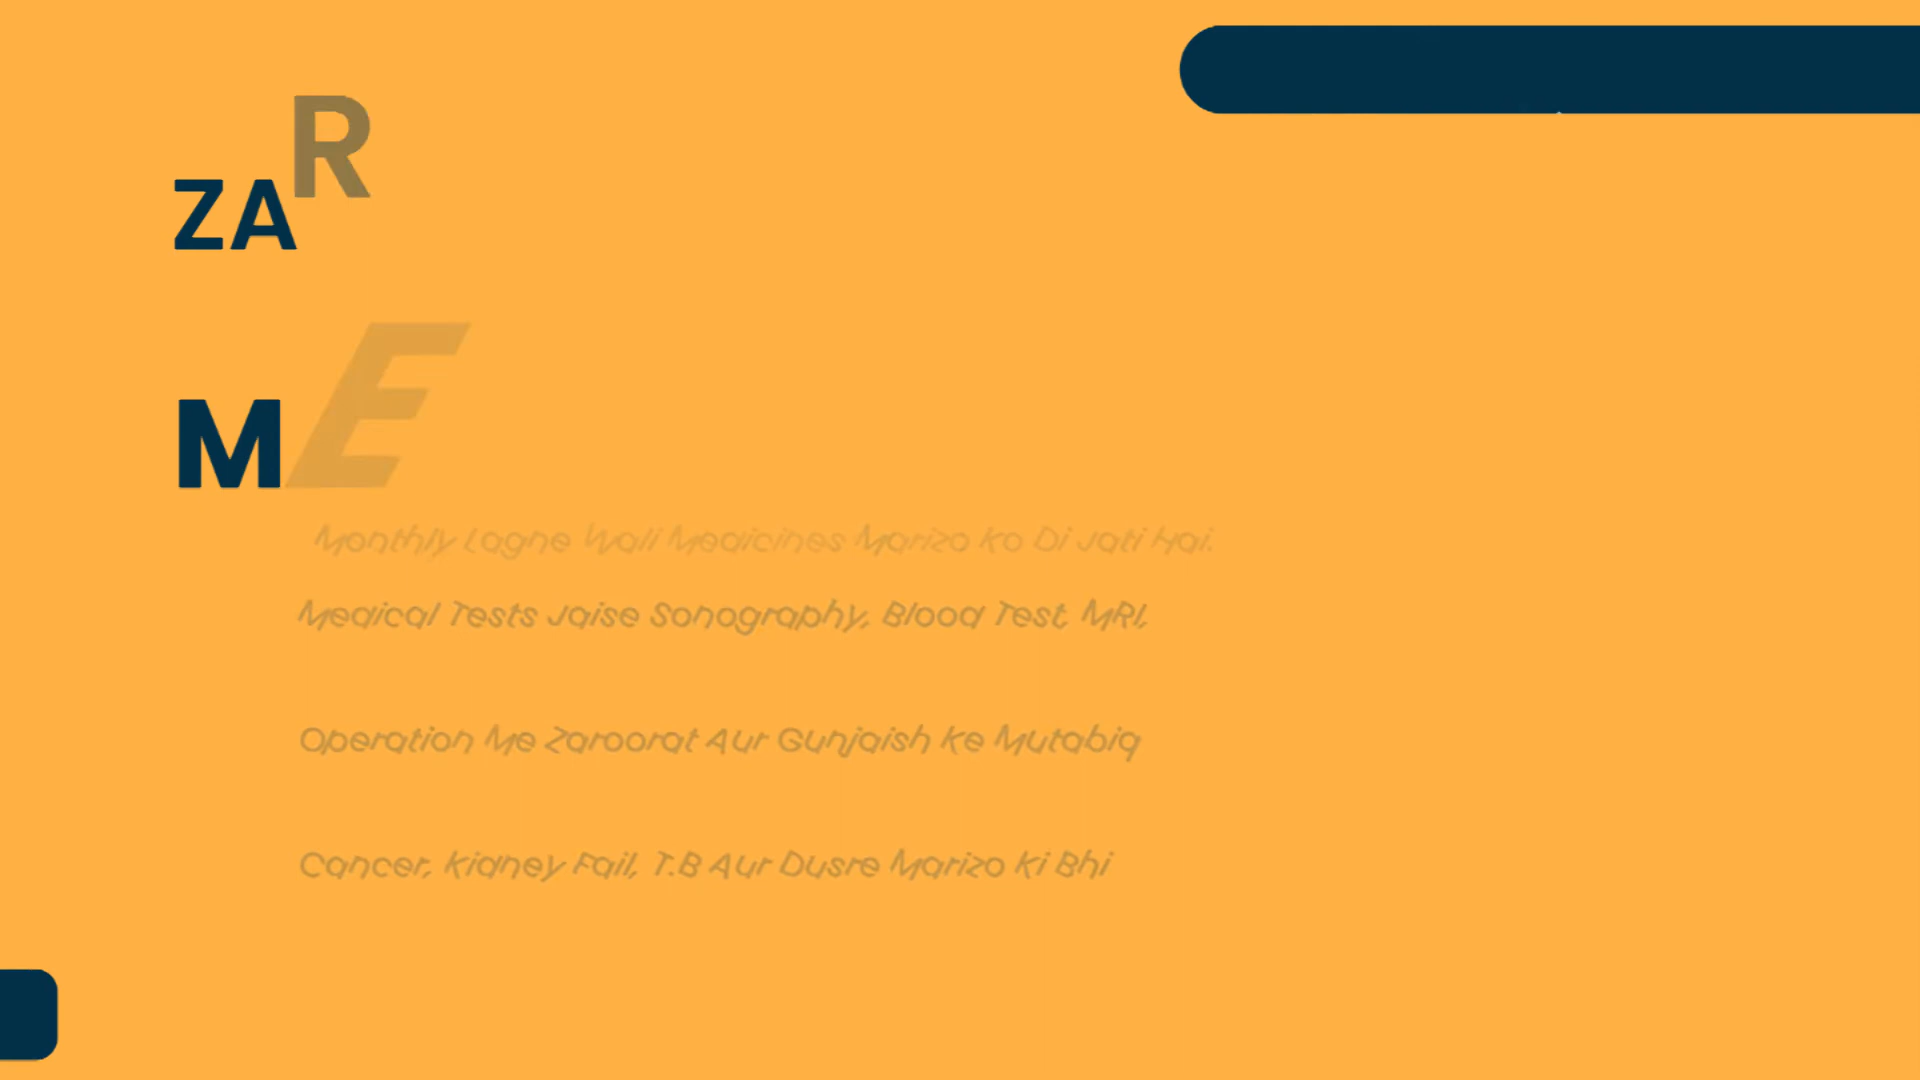 ZAR
ME
Monthly Lagne Wali Medicines Marizo Ko Di Jati Hai.
Medical Tests Jaise Sonography, Blood Test, MRI,
Operation Me Zaroorat Aur Gunjaish Ke Mutabiq
Cancer, Kidney Fail, T.B Aur Dusre Marizo Ki Bhi